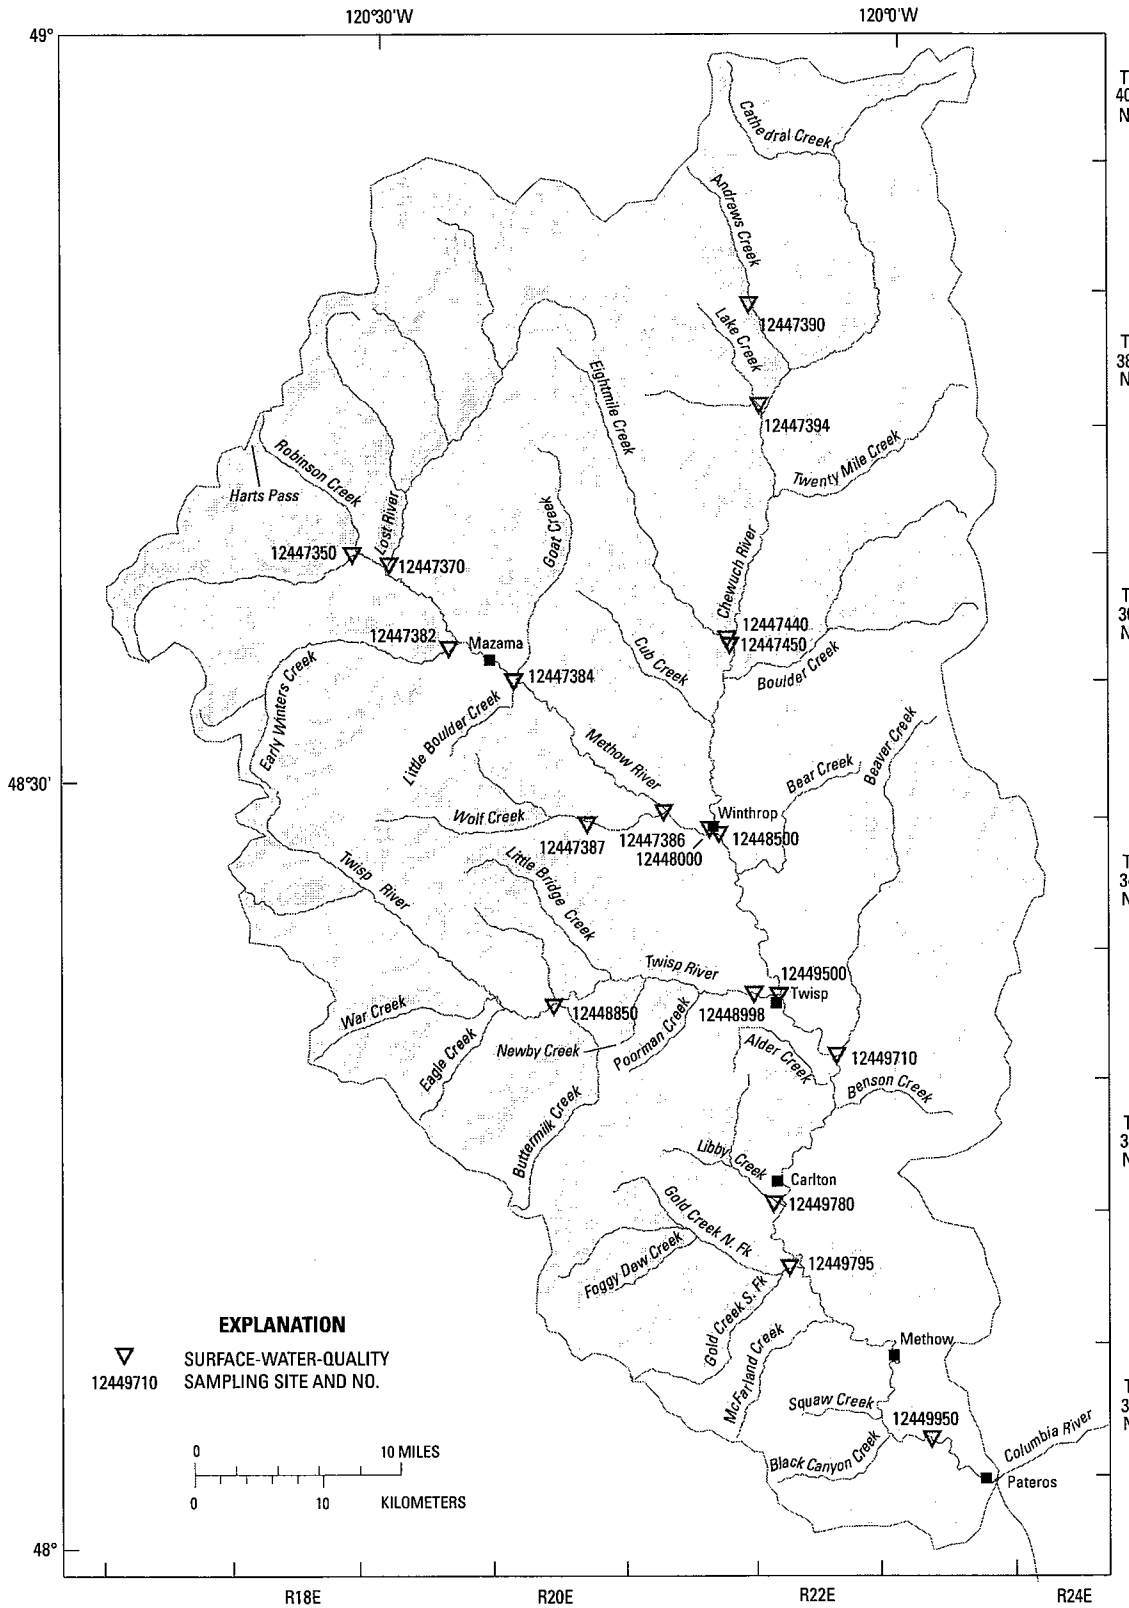 120°30'W
120°0'W
49°
T
40
N
Cathedral Creek
Andrews Creek
12447390
Lake Creek
T
38
N
Eightmile Creek
12447394
Twenty Mile Creek
Robinson Creek
Harts Pass
Lost River
Goat Creek
12447350
12447370
Chewuch River
T
36
N
12447440
12447450
12447382
Mazama
Cub Creek
Boulder Creek
12447384
Early Winters Creek
Little Boulder Creek
Methow River
Beaver Creek
Bear Creek
48°30'
Wolf Creek
Winthrop
12447387
12447386
12448000
12448500
Twisp River
Little Bridge Creek
T
34
N
Twisp River
12449500
Twisp
War Creek
12448850
12448998
Newby Creek
Poorman Creek
Alder Creek
12449710
Eagle Creek
Benson Creek
Buttermilk Creek
T
3
N
Libby Creek
Carlton
12449780
Gold Creek N. Fk
Foggy Dew Creek
12449795
Gold Creek S. Fk
McFarland Creek
Methow
EXPLANATION
SURFACE-WATER-QUALITY
12449710 SAMPLING SITE AND NO.
T
3
N
Squaw Creek
12449950
Columbia River
Black Canyon Creek
Pateros
0 10 MILES
0 10 KILOMETERS
48°
R18E
R20E
R22E
R24E